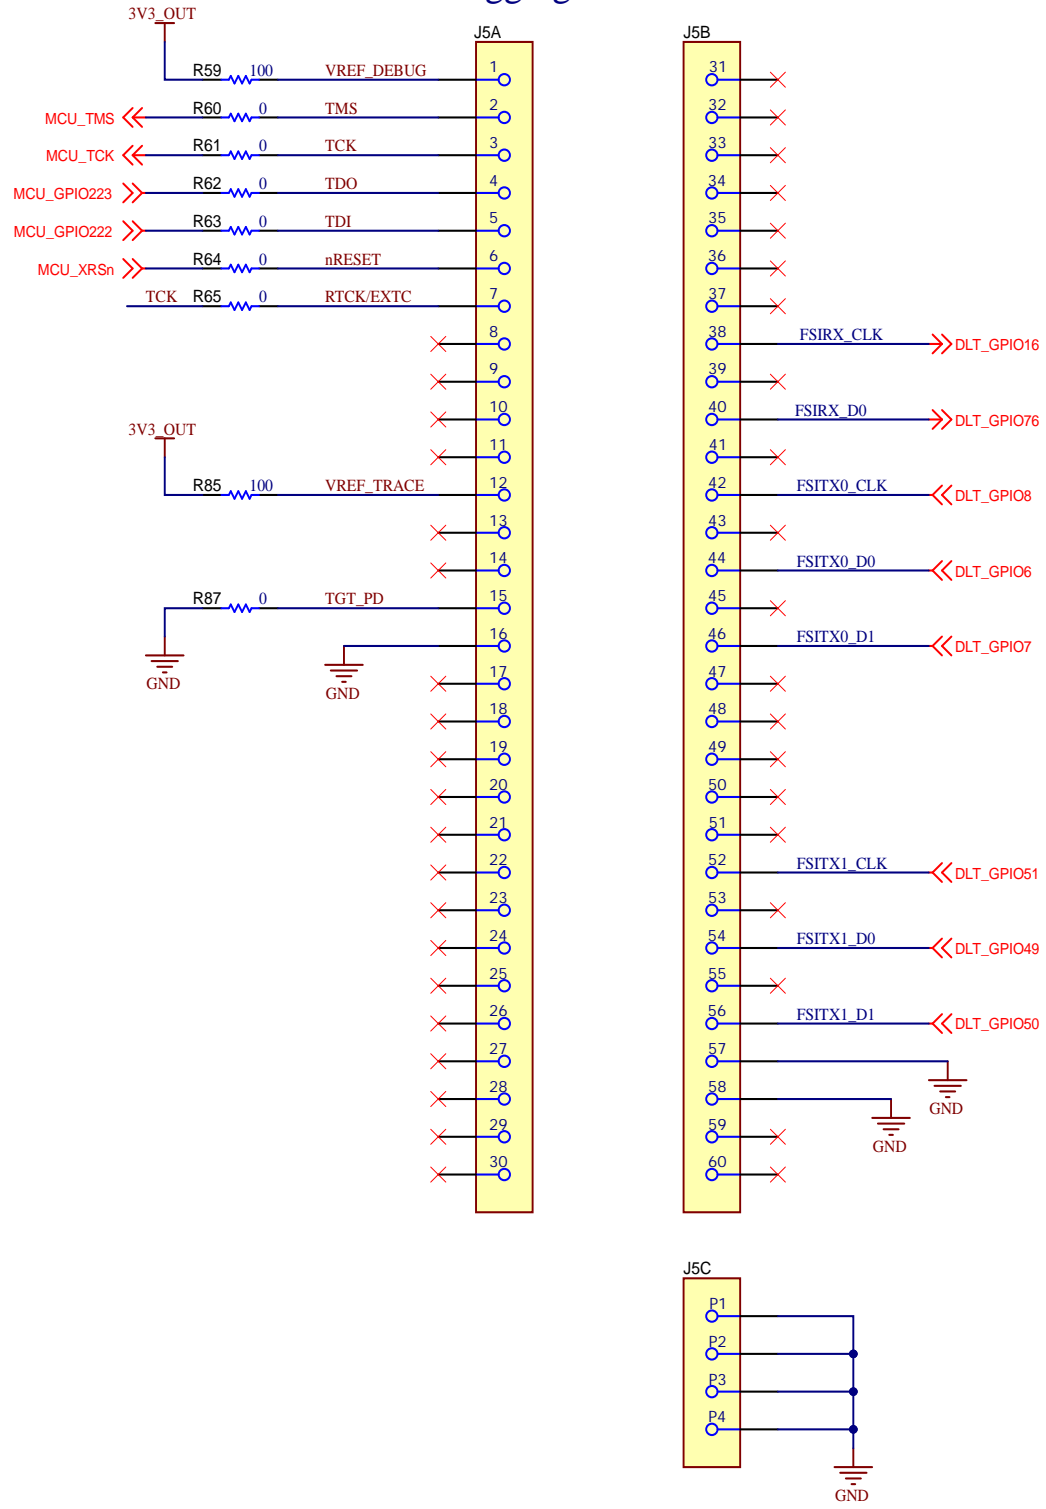 3V3_OUT
J5A
J5B
R59 100 VREF_DEBUG 1
31
MCU_TMS R60 0 TMS 2
32
MCU_TCK R61 0 TCK 3
33
MCU_GPIO223 R62 0 TDO 4
34
MCU_GPIO222 R63 0 TDI 5
35
MCU_XRSn R64 0 nRESET 6
36
TCK R65 0 RTCK/EXTC 7
37
8
38 FSIRX_CLK DLT_GPIO16
9
39
10
40 FSIRX_D0 DLT_GPIO76
3V3_OUT
11
41
R85 100 VREF_TRACE 12
42 FSITX0_CLK DLT_GPIO8
13
43
14
44 FSITX0_D0 DLT_GPIO6
R87 0 TGT_PD 15
45
16
46 FSITX0_D1 DLT_GPIO7
GND
GND
17
47
18
48
19
49
20
50
21
51
22
52 FSITX1_CLK DLT_GPIO51
23
53
24
54 FSITX1_D0 DLT_GPIO49
25
55
26
56 FSITX1_D1 DLT_GPIO50
27
57
28
58
GND
29
59
GND
30
60
J5C
P1
P2
P3
P4
GND